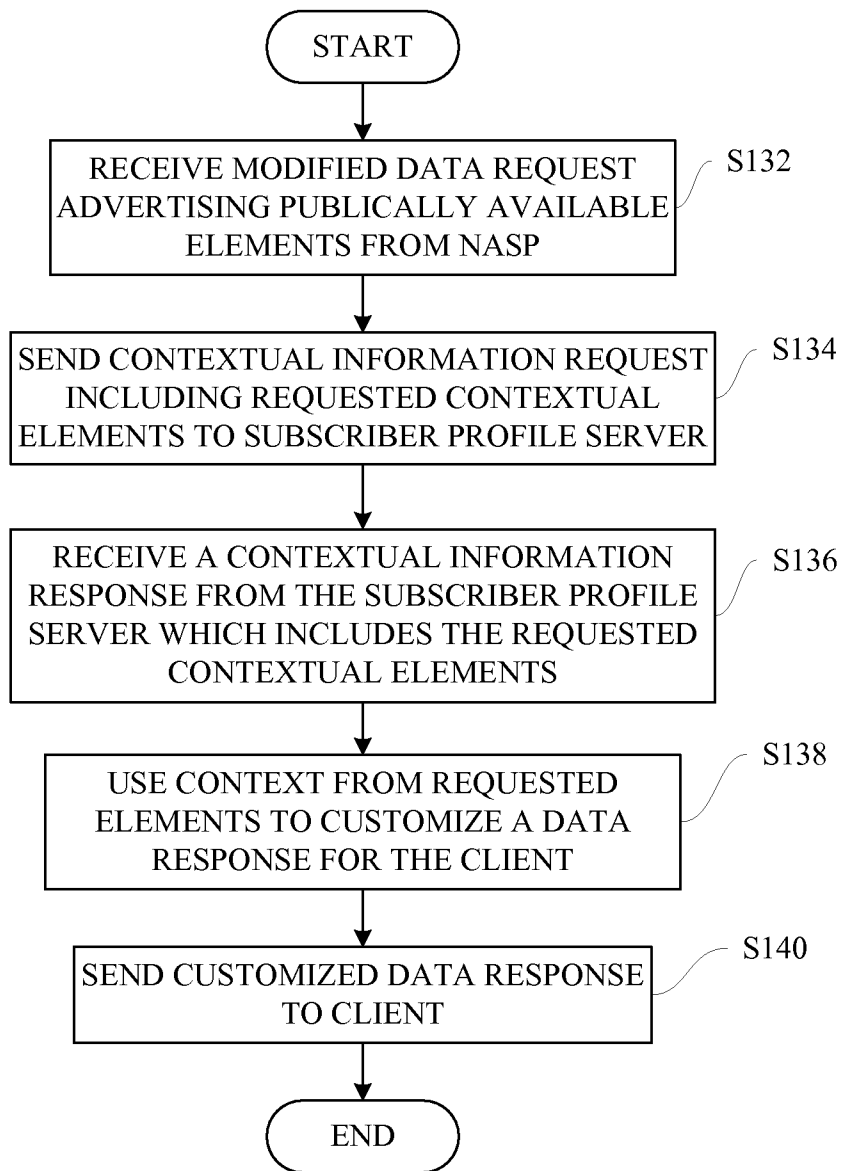 START
RECEIVE MODIFIED DATA REQUEST
ADVERTISING PUBLICALLY AVAILABLE
ELEMENTS FROM NASP
S132
SEND CONTEXTUAL INFORMATION REQUEST
INCLUDING REQUESTED CONTEXTUAL
ELEMENTS TO SUBSCRIBER PROFILE SERVER
S134
RECEIVE A CONTEXTUAL INFORMATION
RESPONSE FROM THE SUBSCRIBER PROFILE
SERVER WHICH INCLUDES THE REQUESTED
CONTEXTUAL ELEMENTS
S136
USE CONTEXT FROM REQUESTED
ELEMENTS TO CUSTOMIZE A DATA
RESPONSE FOR THE CLIENT
S138
SEND CUSTOMIZED DATA RESPONSE
TO CLIENT
S140
END